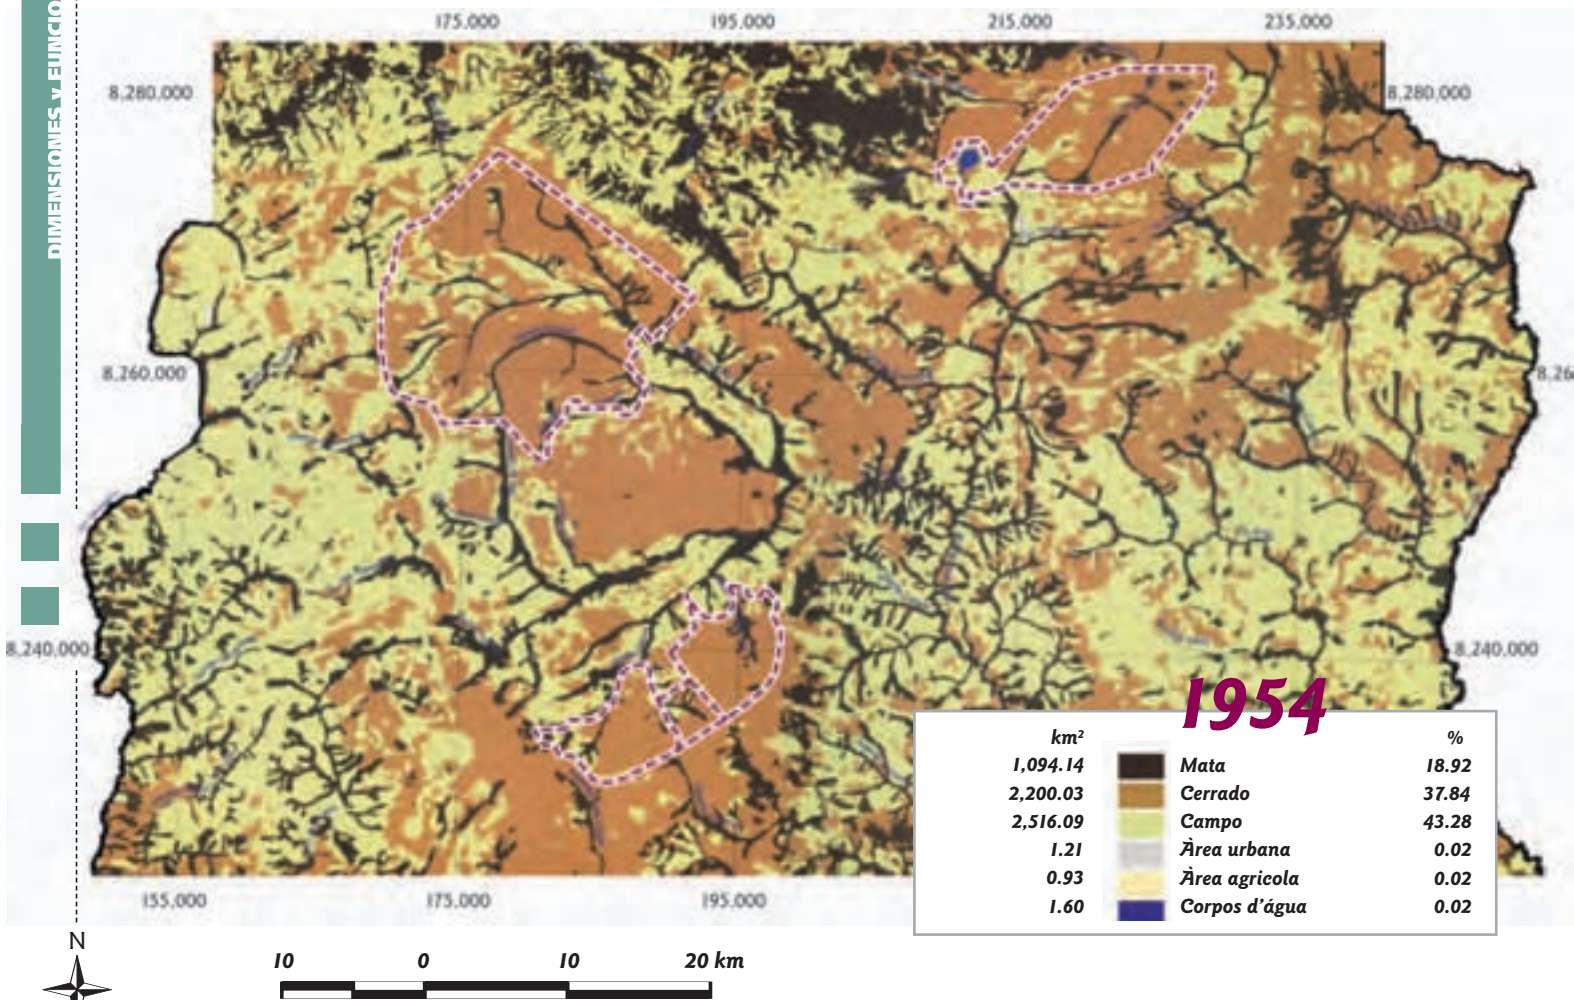 DIMENSIONES y FUNCIO
175.000 195.000 215.000 235.000
8,280,000 8,280,000
8,260,000 8,26
8,240,000 8,240,000
1954
km² %
1,094.14 Mata 18.92
2,200.03 Cerrado 37.84
2,516.09 Campo 43.28
1.21 Àrea urbana 0.02
0.93 Àrea agricola 0.02
1.60 Corpos d'água 0.02
155,000 175,000 195,000
N
10 0 10 20 km